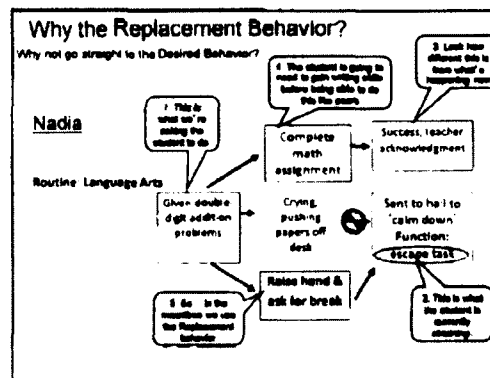 Why the Replacement Behavior?
Why not go straight to the Desired Behavior?
3. Look how
different this is
from what's
happening now
4. The student is going to
need to gain writing skills
before being able to do
this like peers
1. This is
what we're
asking the
student to do
Nadia
Complete
math
assignment
Success, teacher
acknowledgment
Routine: Language Arts
Given double
digit addition
problems
Crying,
pushing
papers off
desk
Sent to hall to
'calm down'
Function:
escape task
Raise hand &
ask for break
5. So in the
meantime we use
the Replacement
behavior
2. This is what
the student is
currently